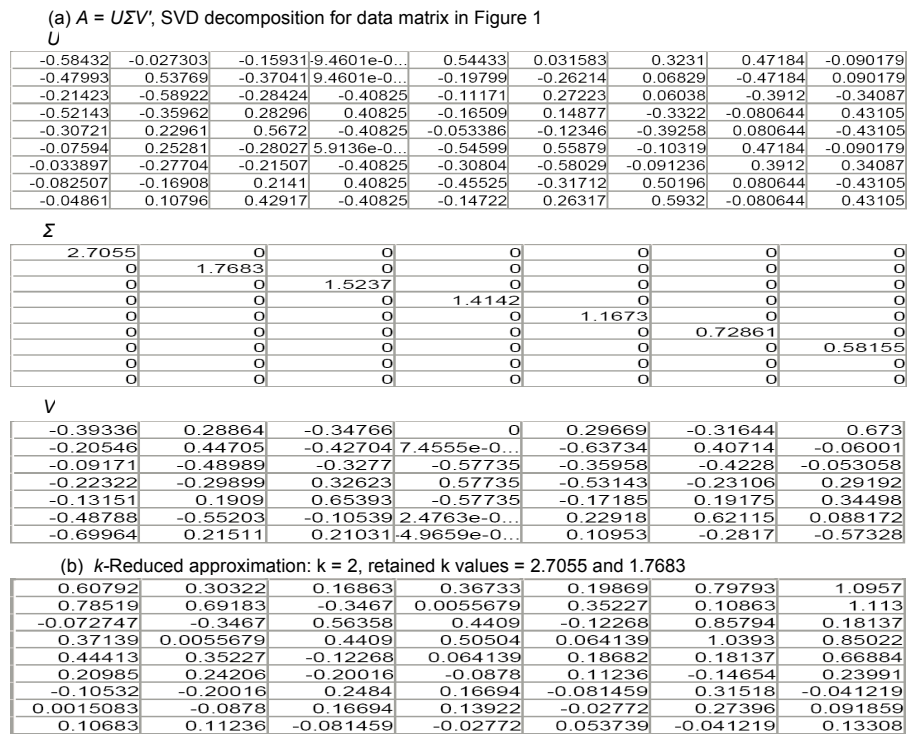 (a) A = UΣV', SVD decomposition for data matrix in Figure 1
U
-0.58432 -0.027303 -0.15931 -9.4601e-0... 0.54433 0.031583 0.3231 0.47184 -0.090179
-0.47993 0.53769 -0.37041 9.4601e-0... -0.19799 -0.26214 0.06829 -0.47184 0.090179
-0.21423 -0.58922 -0.28424 -0.40825 -0.11171 0.27223 0.06038 -0.3912 -0.34087
-0.52143 -0.35962 0.28296 0.40825 -0.16509 0.14877 -0.3322 -0.080644 0.43105
-0.30721 0.22961 0.5672 -0.40825 -0.053386 -0.12346 -0.39258 0.080644 -0.43105
-0.07594 0.25281 -0.28027 5.9136e-0... -0.54599 0.55879 -0.10319 0.47184 -0.090179
-0.033897 -0.27704 -0.21507 -0.40825 -0.30804 -0.58029 -0.091236 0.3912 0.34087
-0.082507 -0.16908 0.2141 0.40825 -0.45525 -0.31712 0.50196 0.080644 -0.43105
-0.04861 0.10796 0.42917 -0.40825 -0.14722 0.26317 0.5932 -0.080644 0.43105
Σ
2.7055 0 0 0 0 0 0
0 1.7683 0 0 0 0 0
0 0 1.5237 0 0 0 0
0 0 0 1.4142 0 0 0
0 0 0 0 1.1673 0 0
0 0 0 0 0 0.72861 0
0 0 0 0 0 0 0.58155
0 0 0 0 0 0 0
0 0 0 0 0 0 0
V
-0.39336 0.28864 -0.34766 0 0.29669 -0.31644 0.673
-0.20546 0.44705 -0.42704 7.4555e-0... -0.63734 0.40714 -0.06001
-0.09171 -0.48989 -0.3277 -0.57735 -0.35958 -0.4228 -0.053058
-0.22322 -0.29899 0.32623 0.57735 -0.53143 -0.23106 0.29192
-0.13151 0.1909 0.65393 -0.57735 -0.17185 0.19175 0.34498
-0.48788 -0.55203 -0.10539 2.4763e-0... 0.22918 0.62115 0.088172
-0.69964 0.21511 0.21031 -4.9659e-0... 0.10953 -0.2817 -0.57328
(b) k-Reduced approximation: k = 2, retained k values = 2.7055 and 1.7683
0.60792 0.30322 0.16863 0.36733 0.19869 0.79793 1.0957
0.78519 0.69183 -0.3467 0.0055679 0.35227 0.10863 1.113
-0.072747 -0.3467 0.56358 0.4409 -0.12268 0.85794 0.18137
0.37139 0.0055679 0.4409 0.50504 0.064139 1.0393 0.85022
0.44413 0.35227 -0.12268 0.064139 0.18682 0.18137 0.66884
0.20985 0.24206 -0.20016 -0.0878 0.11236 -0.14654 0.23991
-0.10532 -0.20016 0.2484 0.16694 -0.081459 0.31518 -0.041219
0.0015083 -0.0878 0.16694 0.13922 -0.02772 0.27396 0.091859
0.10683 0.11236 -0.081459 -0.02772 0.053739 -0.041219 0.13308